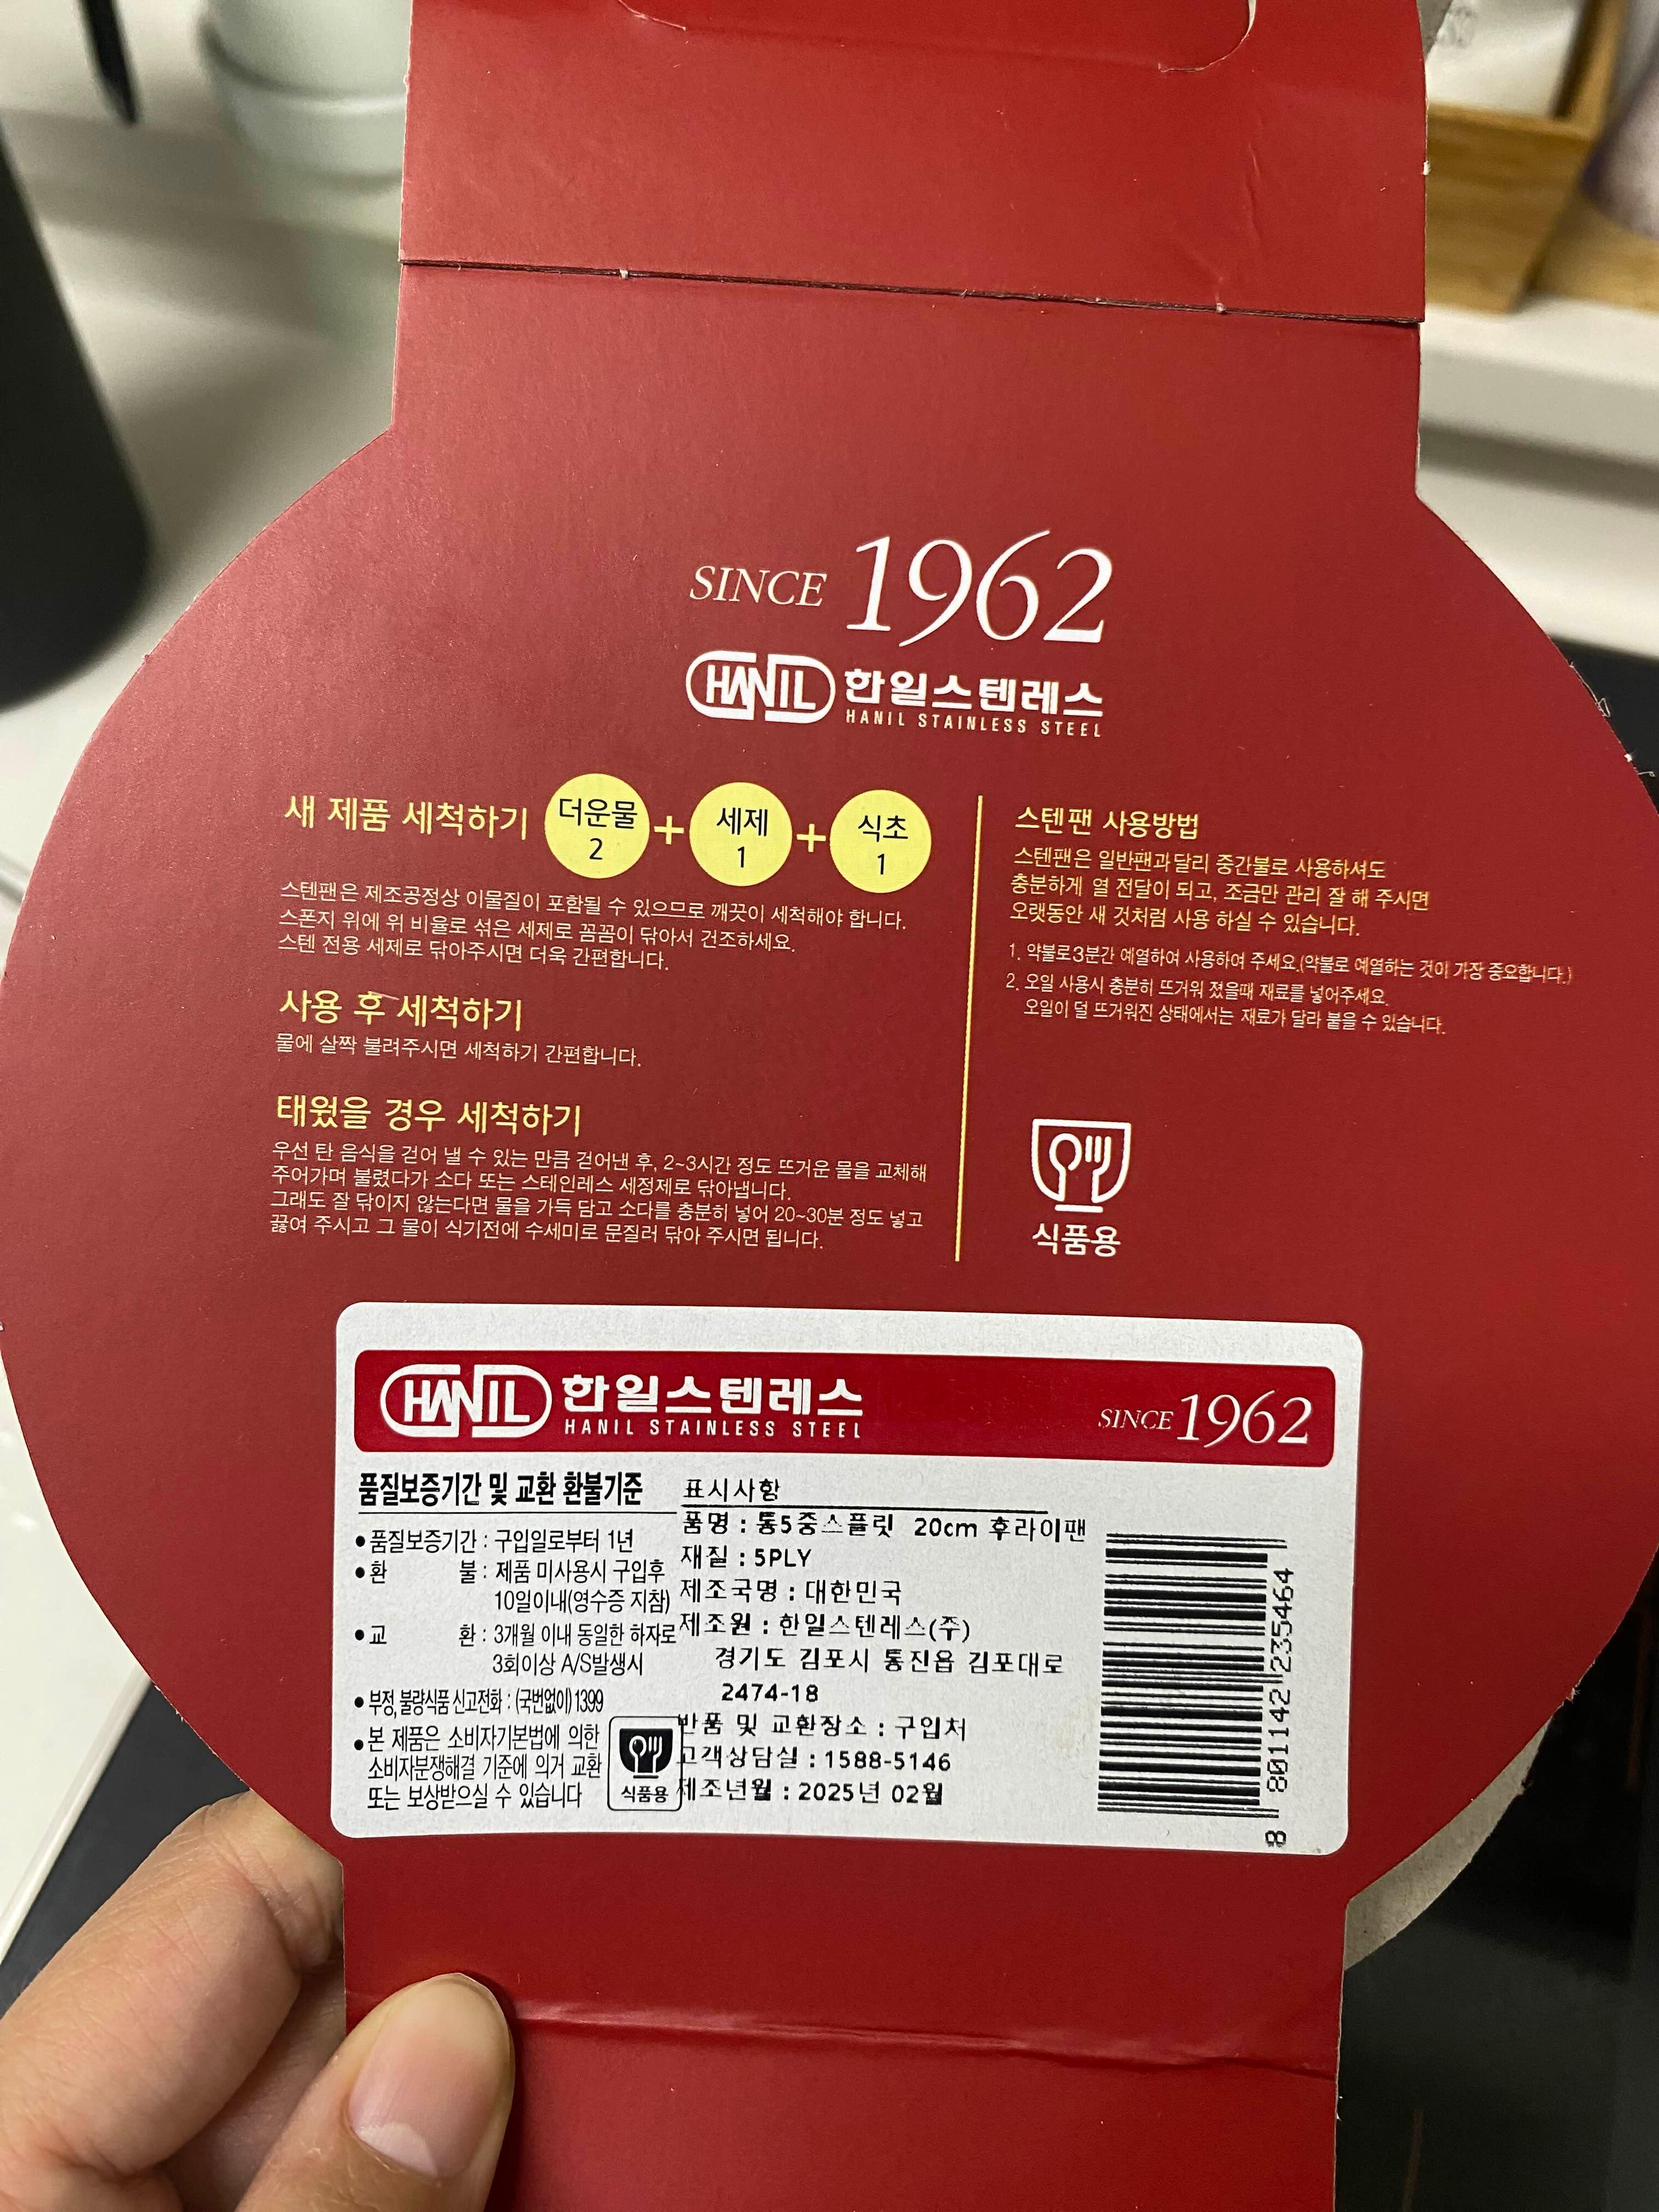 SINCE 1962
HANIL 한일스텐레스
HANIL STAINLESS STEEL
새 제품 세척하기 더운물 2 + 세제 1 + 식초 1
스텐팬은 제조공정상 이물질이 포함될 수 있으므로 깨끗이 세척해야 합니다.
스폰지 위에 위 비율로 섞은 세제로 꼼꼼이 닦아서 건조하세요.
스텐 전용 세제로 닦아주시면 더욱 간편합니다.
사용 후 세척하기
물에 살짝 불려주시면 세척하기 간편합니다.
태웠을 경우 세척하기
우선 탄 음식을 걷어 낼 수 있는 만큼 걷어낸 후, 2~3시간 정도 뜨거운 물을 교체해
주어가며 불렸다가 소다 또는 스테인레스 세정제로 닦아냅니다.
그래도 잘 닦이지 않는다면 물을 가득 담고 소다를 충분히 넣어 20~30분 정도 넣고
끓여 주시고 그 물이 식기전에 수세미로 문질러 닦아 주시면 됩니다.
스텐팬 사용방법
스텐팬은 일반팬과 달리 중간불로 사용하셔도
충분하게 열 전달이 되고, 조금만 관리 잘 해 주시면
오랫동안 새 것처럼 사용 하실 수 있습니다.
1. 약불로3분간 예열하여 사용하여 주세요.(약불로 예열하는 것이 가장 중요합니다.)
2. 오일 사용시 충분히 뜨거워 졌을때 재료를 넣어주세요.
오일이 덜 뜨거워진 상태에서는 재료가 달라 붙을 수 있습니다.
식품용
HANIL 한일스텐레스
HANIL STAINLESS STEEL
SINCE 1962
품질보증기간 및 교환 환불기준
• 품질보증기간 : 구입일로부터 1년
• 환 불 : 제품 미사용시 구입후
10일이내(영수증 지참)
• 교 환 : 3개월 이내 동일한 하자로
3회이상 A/S발생시
• 부정,불량식품 신고전화 : (국번없이) 1399
• 본 제품은 소비자기본법에 의한
소비자분쟁해결 기준에 의거 교환
또는 보상받으실 수 있습니다
식품용
표시사항
품명 : 통5중스플릿 20cm 후라이팬
재질 : 5PLY
제조국명 : 대한민국
제조원 : 한일스텐레스(주)
경기도 김포시 통진읍 김포대로
2474-18
반품 및 교환장소 : 구입처
고객상담실 : 1588-5146
제조년월 : 2025년 02월
8 801142 235464